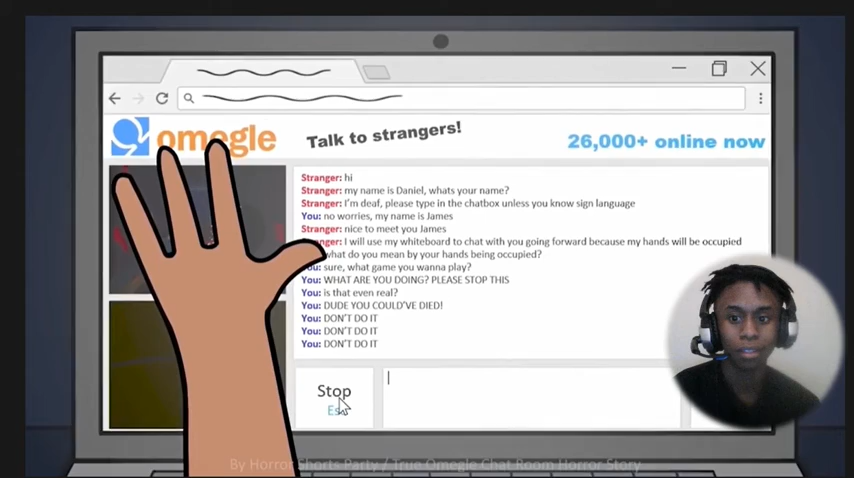 omegle
Talk to strangers!
26,000+ online now
Stranger: hi
Stranger: my name is Daniel, whats your name?
Stranger: I'm deaf, please type in the chatbox unless you know sign language
You: no worries, my name is James
Stranger: nice to meet you James
Stranger: I will use my whiteboard to chat with you going forward because my hands will be occupied
what do you mean by your hands being occupied?
You: sure, what game you wanna play?
You: WHAT ARE YOU DOING? PLEASE STOP THIS
You: is that even real?
You: DUDE YOU COULD'VE DIED!
You: DON'T DO IT
You: DON'T DO IT
You: DON'T DO IT
Stop
Es
By Horror Shorts Party / True Omegle Chat Room Horror Story